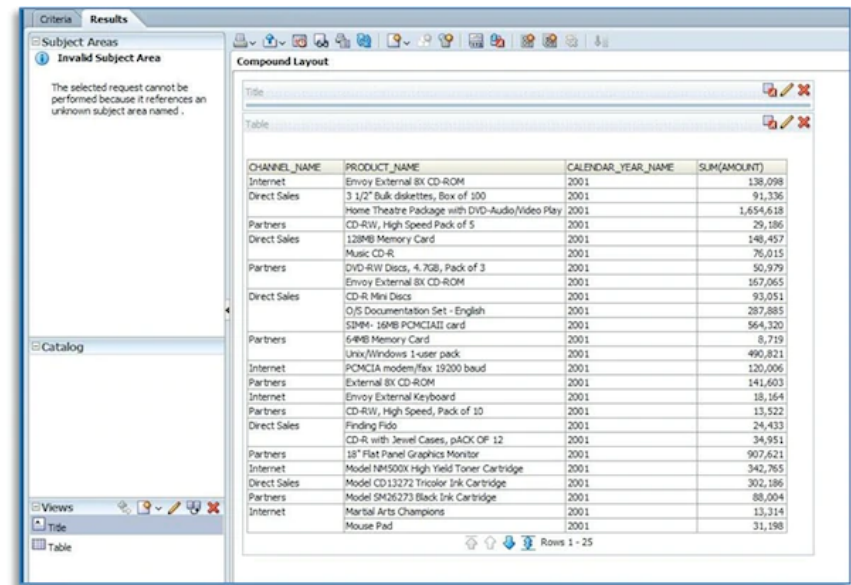 Criteria Results
Subject Areas
Invalid Subject Area
The selected request cannot be
performed because it references an
unknown subject area named .
Catalog
Views
Title
Table
Compound Layout
Title
Table
CHANNEL_NAME PRODUCT_NAME CALENDAR_YEAR_NAME SUM(AMOUNT)
Internet Envoy External 8X CD-ROM 2001 138,098
Direct Sales 3 1/2" Bulk diskettes, Box of 100 2001 91,336
Home Theatre Package with DVD-Audio/Video Play 2001 1,654,618
Partners CD-RW, High Speed Pack of 5 2001 29,186
Direct Sales 128MB Memory Card 2001 148,457
Music CD-R 2001 76,015
Partners DVD-RW Discs, 4.7GB, Pack of 3 2001 50,979
Envoy External 8X CD-ROM 2001 167,065
Direct Sales CD-R Mini Discs 2001 93,051
O/S Documentation Set - English 2001 287,885
SIMM- 16MB PCMCIAII card 2001 564,320
Partners 64MB Memory Card 2001 8,719
Unix/Windows 1-user pack 2001 490,821
Internet PCMCIA modem/fax 19200 baud 2001 120,006
Partners External 8X CD-ROM 2001 141,603
Internet Envoy External Keyboard 2001 18,164
Partners CD-RW, High Speed, Pack of 10 2001 13,522
Direct Sales Finding Fido 2001 24,433
CD-R with Jewel Cases, pACK OF 12 2001 34,951
Partners 18" Flat Panel Graphics Monitor 2001 907,621
Internet Model NM500X High Yield Toner Cartridge 2001 342,765
Direct Sales Model CD13272 Tricolor Ink Cartridge 2001 302,186
Partners Model SM26273 Black Ink Cartridge 2001 88,004
Internet Martial Arts Champions 2001 13,314
Mouse Pad 2001 31,198
Rows 1 - 25